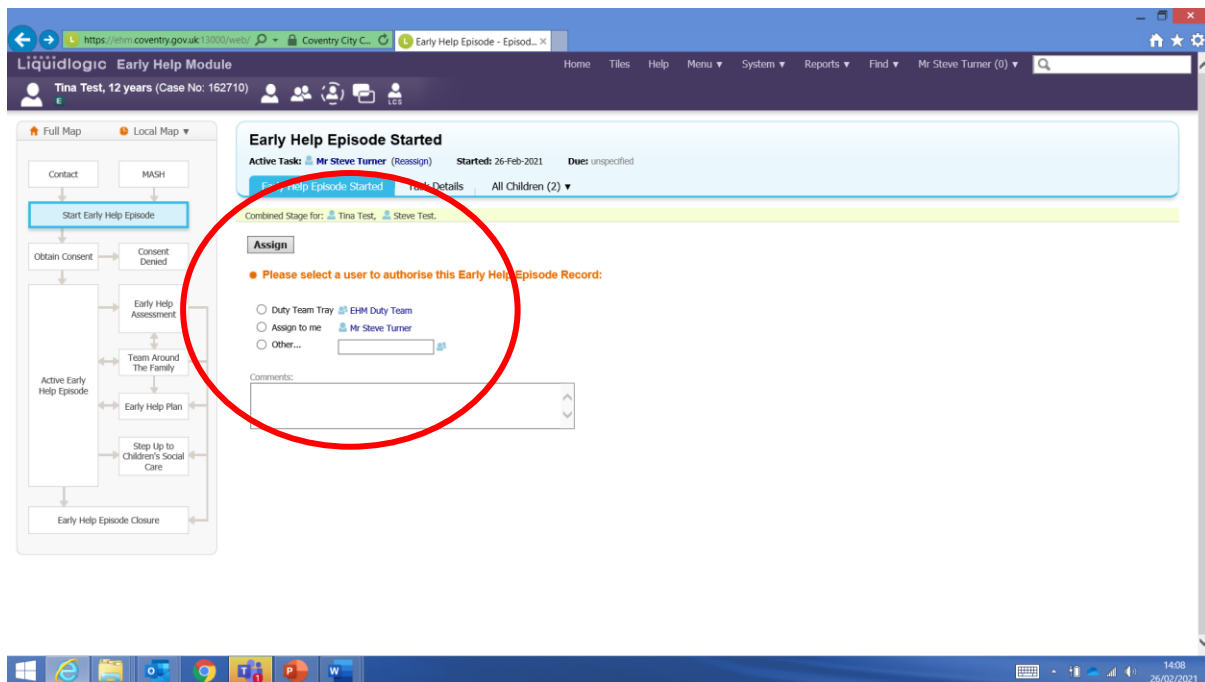 https://ehm.coventry.gov.uk:13000/web/ Coventry City C... Early Help Episode - Episod...
Liquidlogic Early Help Module Home Tiles Help Menu System Reports Find Mr Steve Turner (0)
Tina Test, 12 years (Case No: 162710)
E
LCS
Full Map Local Map
Contact MASH
Start Early Help Episode
Obtain Consent
Consent
Denied
Early Help
Assessment
Team Around
The Family
Active Early
Help Episode
Early Help Plan
Step Up to
Children's Social
Care
Early Help Episode Closure
Early Help Episode Started
Active Task: Mr Steve Turner (Reassign) Started: 26-Feb-2021 Due: unspecified
Early Help Episode Started Task Details All Children (2)
Combined Stage for: Tina Test, Steve Test.
Assign
Please select a user to authorise this Early Help Episode Record:
Duty Team Tray EHM Duty Team
Assign to me Mr Steve Turner
Other...
Comments:
14:08
26/02/2021